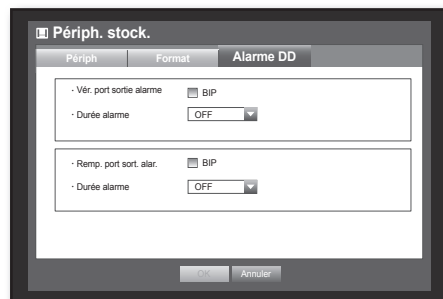 Périph. stock.
Périph Format Alarme DD
· Vér. port sortie alarme BIP
· Durée alarme OFF
· Remp. port sort. alar. BIP
· Durée alarme OFF
OK Annuler